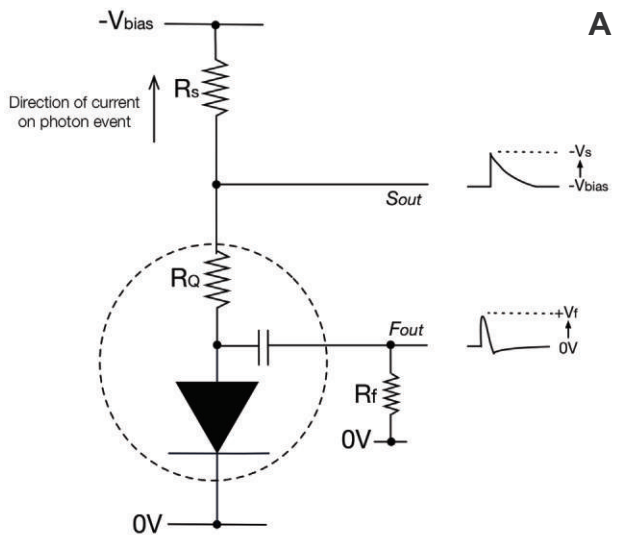 -Vbias
A
Rs
Direction of current
on photon event
-Vs
-Vbias
Sout
RQ
Fout
+Vf
0V
Rf
0V
0V